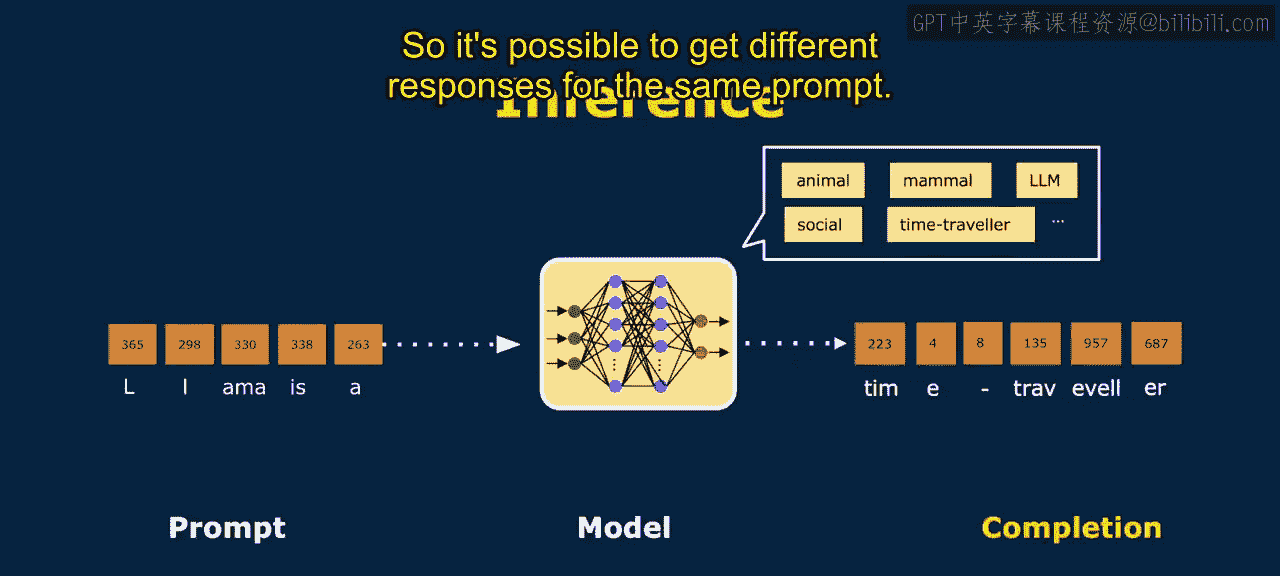 GPT中英字幕课程资源@bilibili.com
So it's possible to get different
responses for the same prompt.
Inference
animal mammal LLM
social time-traveller ...
365 298 330 338 263
L l ama is a
223 4 8 135 957 687
tim e - trav evell er
Prompt Model Completion